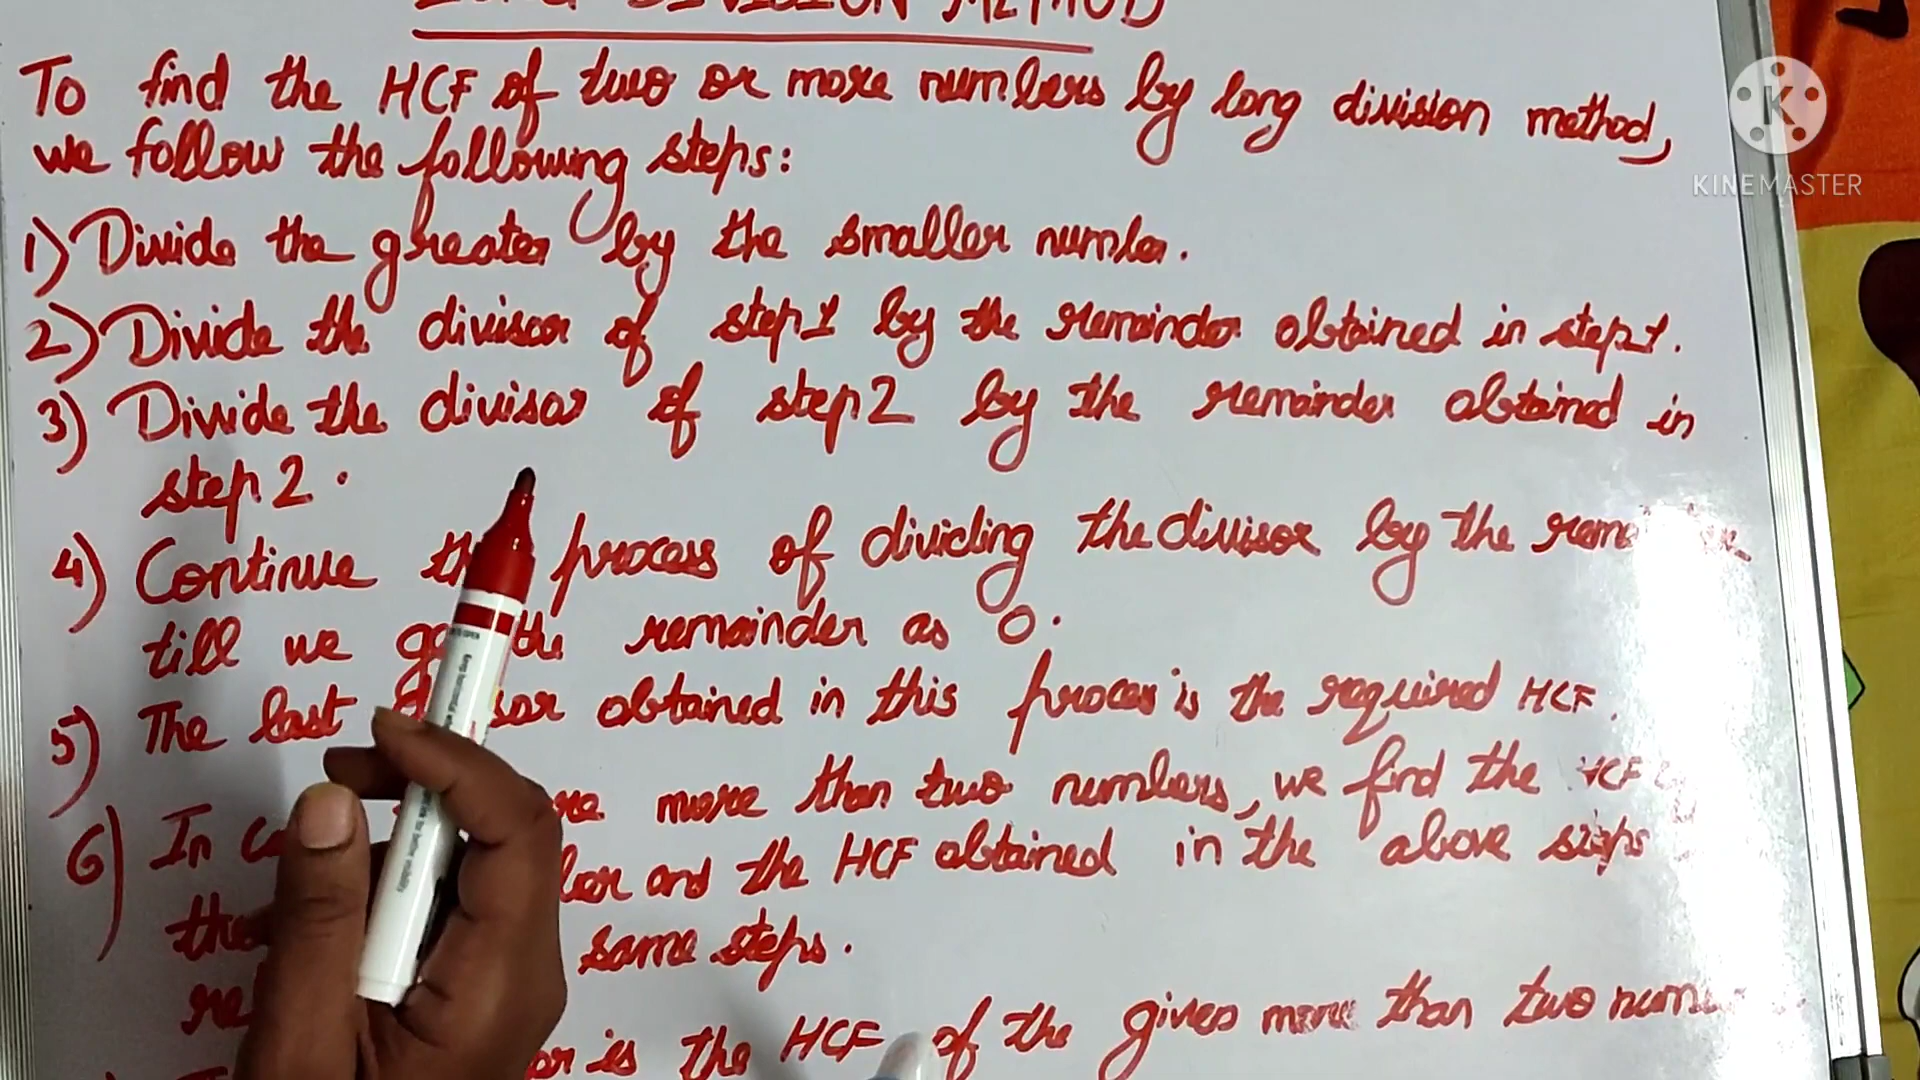 DIVISION METHOD
To find the HCF of two or more numbers by long division method,
we follow the following steps:
1) Divide the greater by the smaller number.
2) Divide the divisor of step 1 by the remainder obtained in step 1.
3) Divide the divisor of step 2 by the remainder obtained in
step 2.
4) Continue the process of dividing the divisor by the
till we the remainder as 0.
5) The last obtained in this process is the required HCF.
6) In more than two numbers, we find the HCF
and the HCF obtained in the above steps
same steps.
is the HCF of the given more than two
K
KINEMASTER